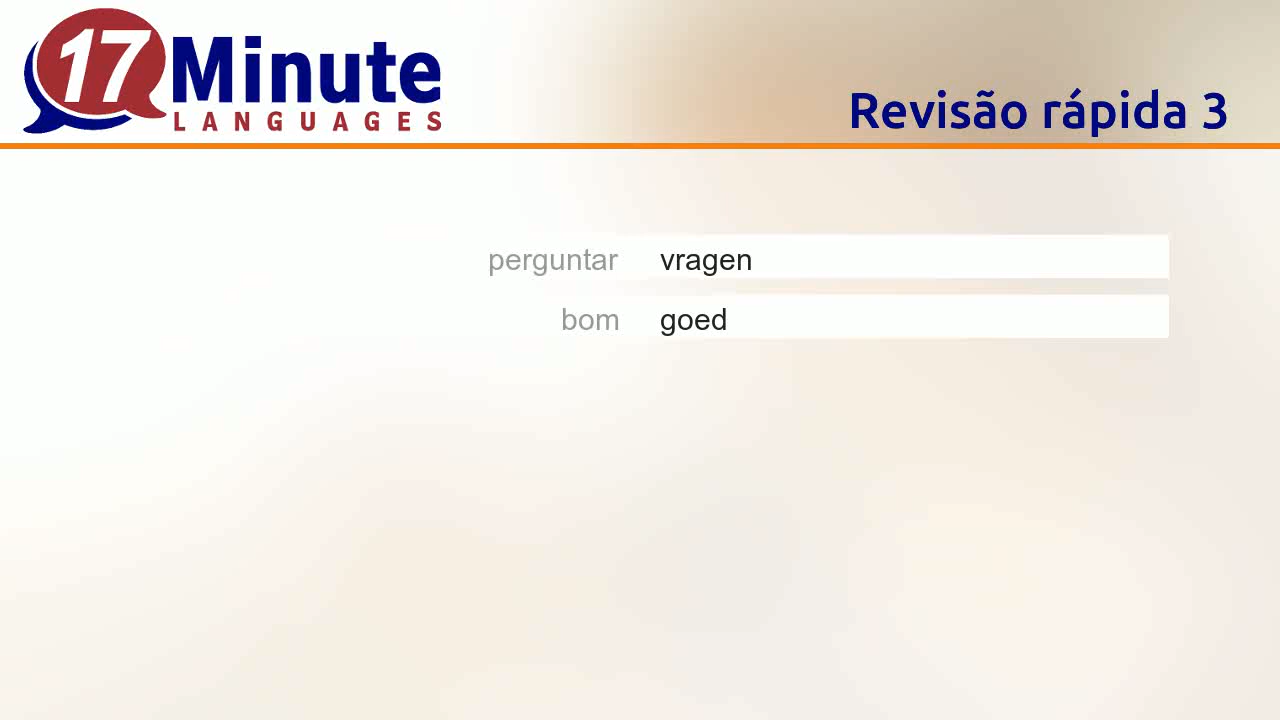 17 Minute
LANGUAGES
Revisão rápida 3
perguntar vragen
bom goed